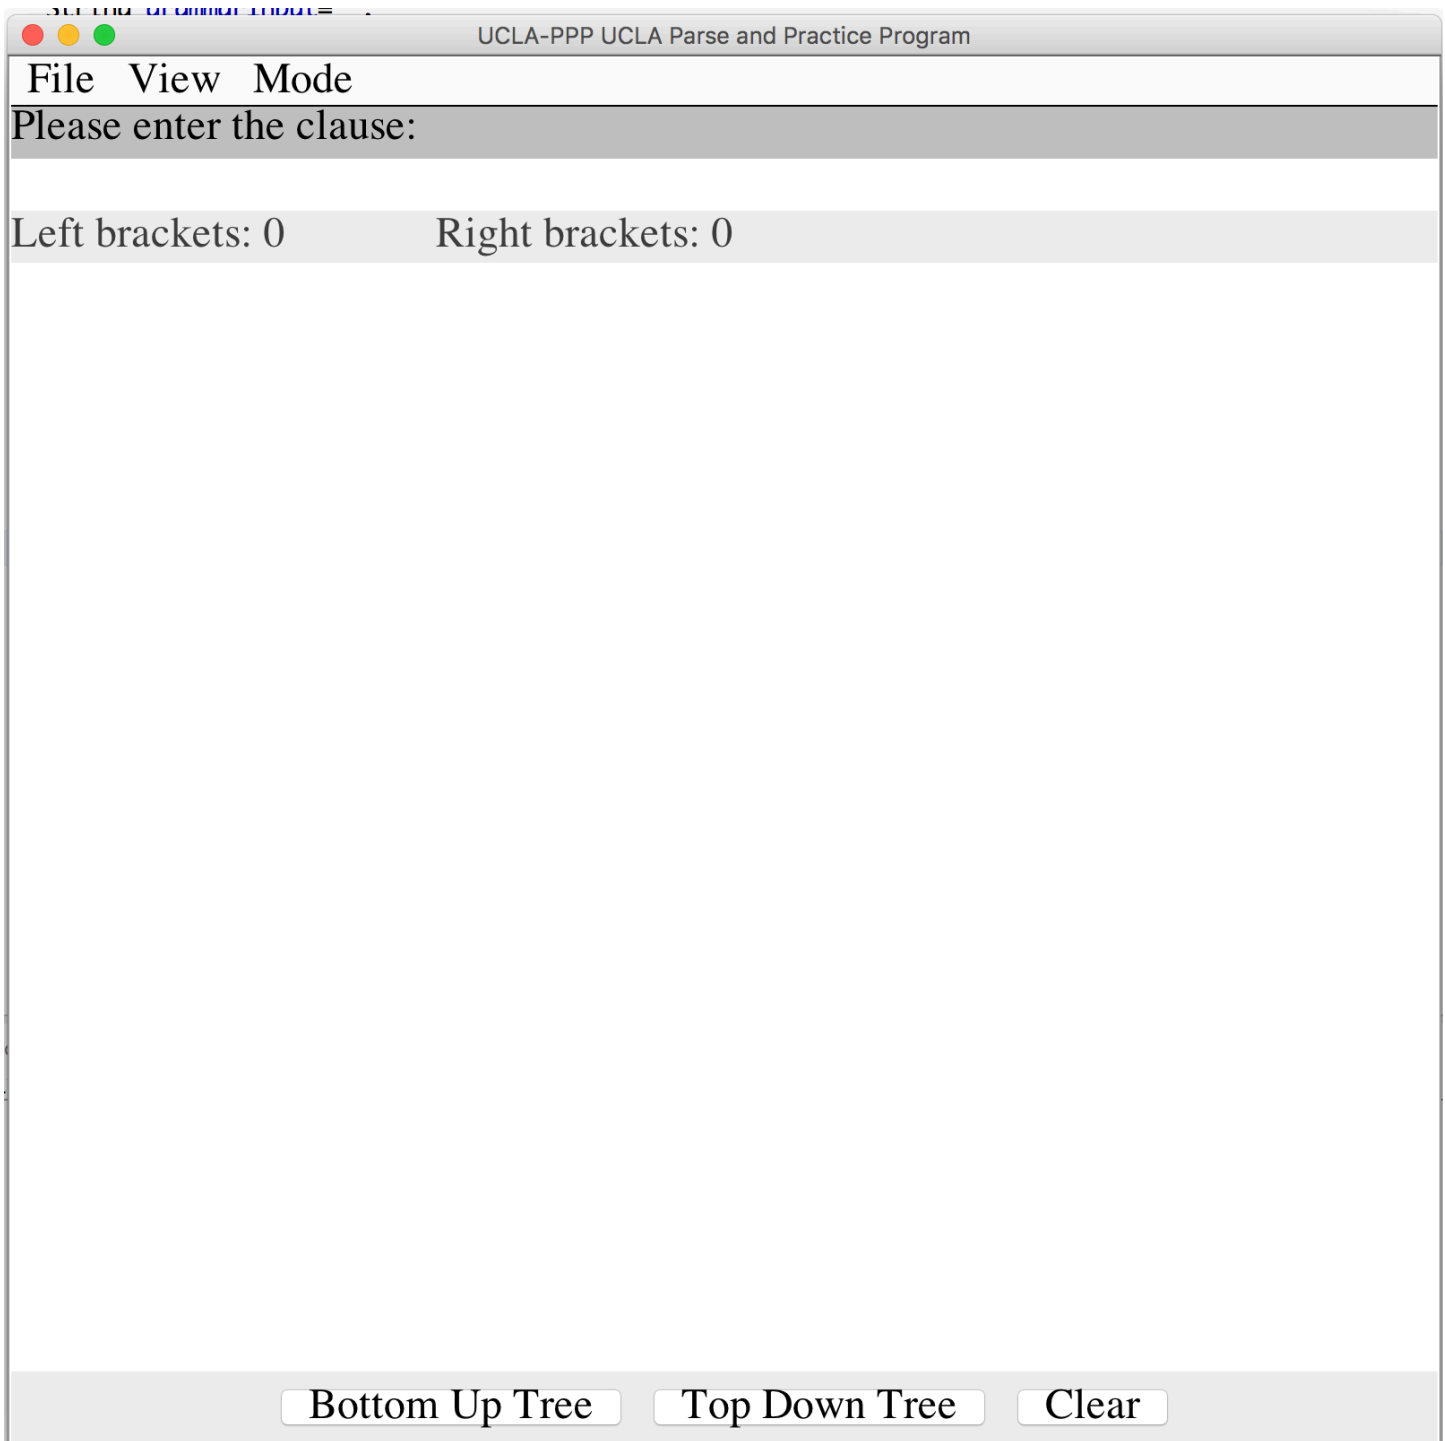 UCLA-PPP UCLA Parse and Practice Program
File View Mode
Please enter the clause:
Left brackets: 0 Right brackets: 0
Bottom Up Tree Top Down Tree Clear